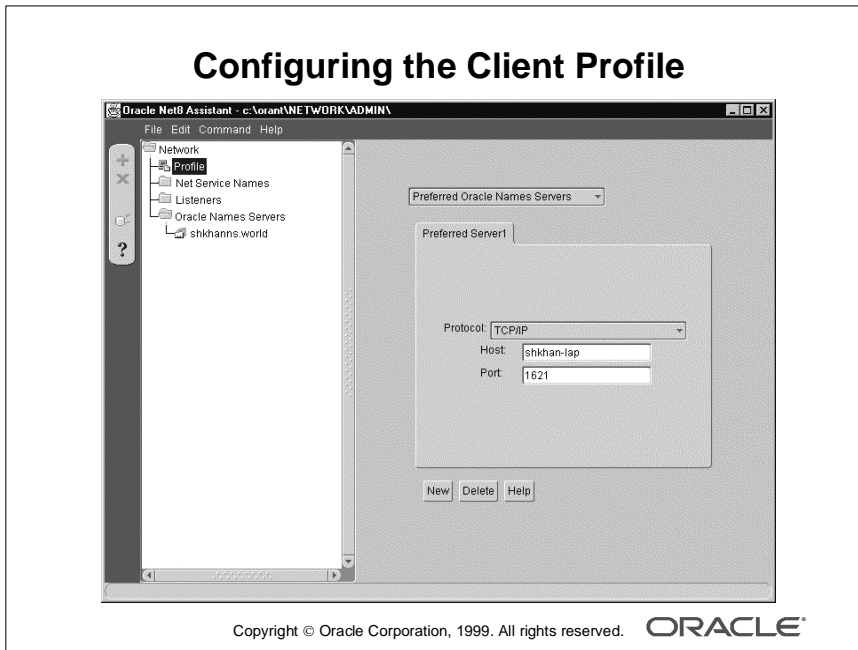 Configuring the Client Profile
Oracle Net8 Assistant - c:\orant\NETWORK\ADMIN\
File Edit Command Help
Network
Profile
Net Service Names
Listeners
Oracle Names Servers
shkhanns.world
?
Preferred Oracle Names Servers
Preferred Server1
Protocol: TCP/IP
Host: shkhan-lap
Port: 1621
New Delete Help
Copyright © Oracle Corporation, 1999. All rights reserved. ORACLE®